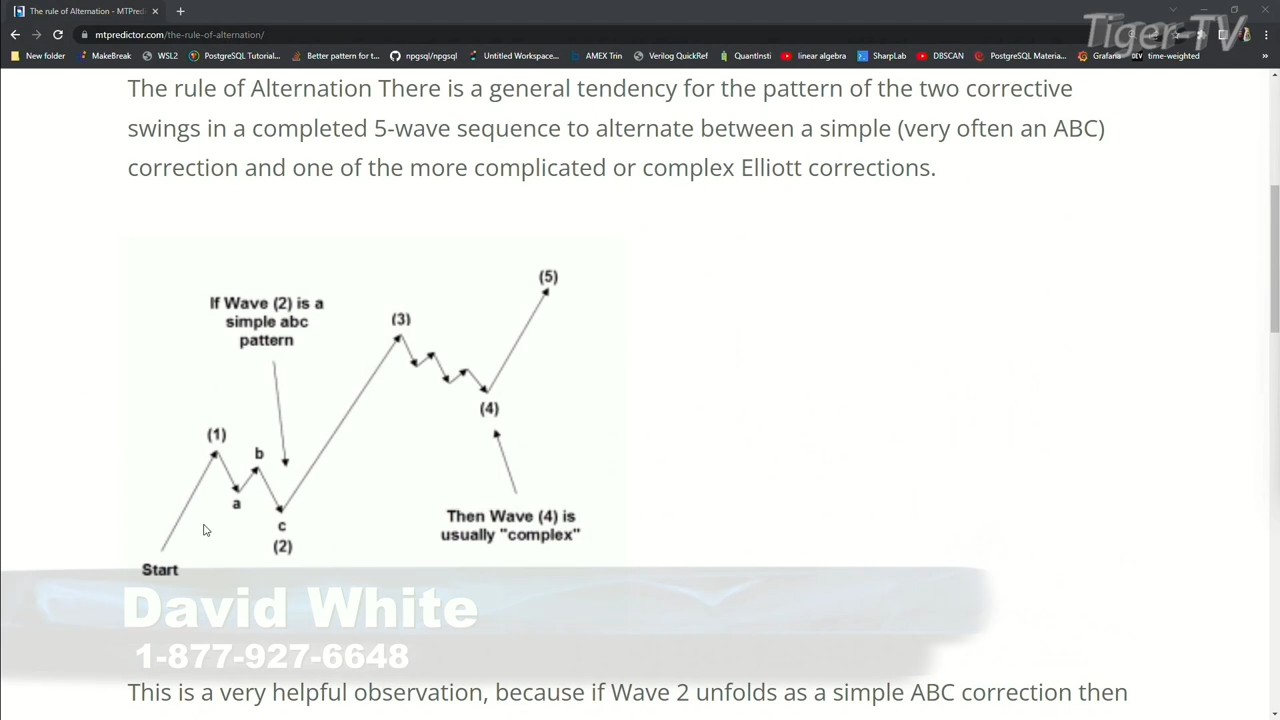 The rule of Alternation - MTPred
Tiger-TV
mtpredictor.com/the-rule-of-alternation/
New folder MakeBreak WSL2 PostgreSQL Tutorial... Better pattern for t... npgsql/npgsql Untitled Workspace... AMEX Trin Verilog QuickRef QuantInsti linear algebra SharpLab DBSCAN PostgreSQL Materia... Grafana DEV time-weighted
The rule of Alternation There is a general tendency for the pattern of the two corrective
swings in a completed 5-wave sequence to alternate between a simple (very often an ABC)
correction and one of the more complicated or complex Elliott corrections.
(5)
If Wave (2) is a
simple abc
pattern
(3)
(4)
(1)
b
a
c
(2)
Then Wave (4) is
usually "complex"
Start
David White
1-877-927-6648
This is a very helpful observation, because if Wave 2 unfolds as a simple ABC correction then